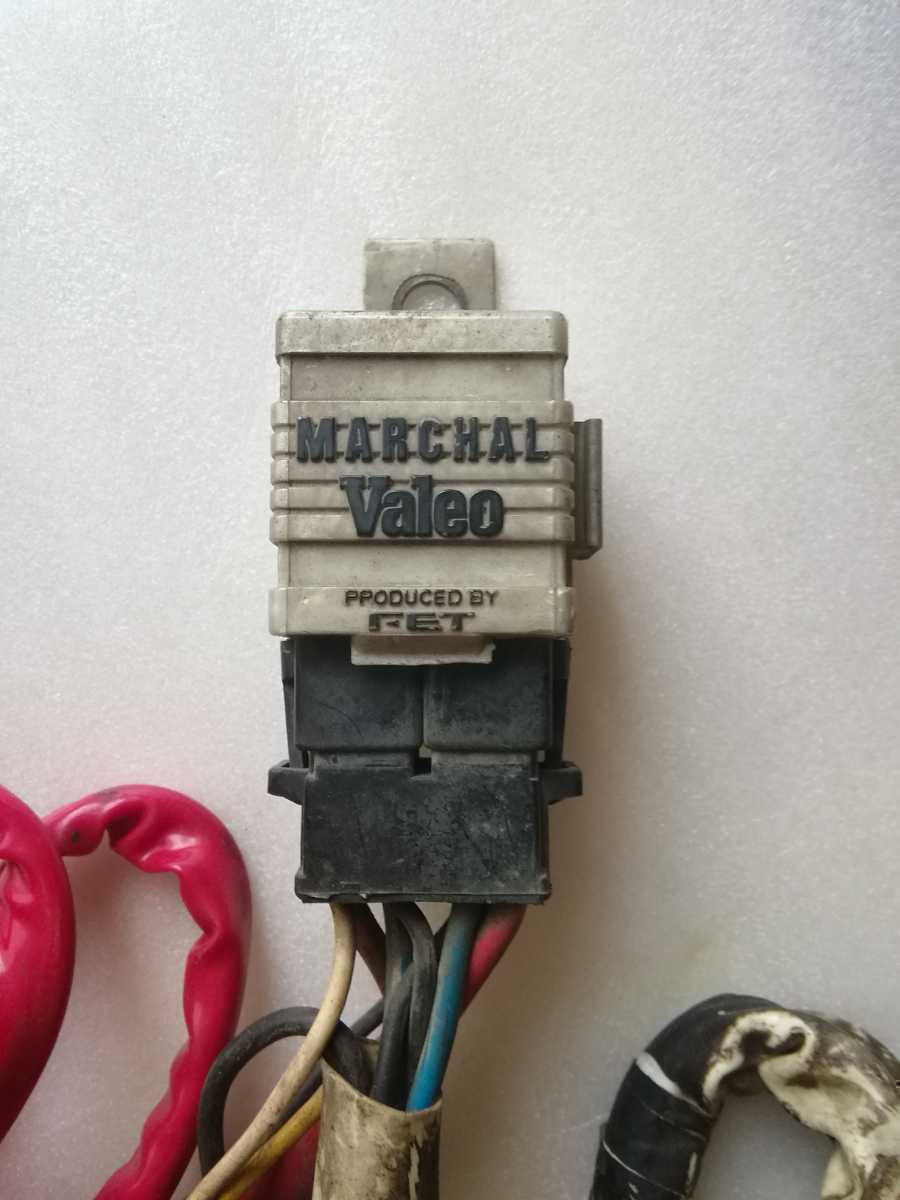 MARCHAL
Valeo
PRODUCED BY
FET